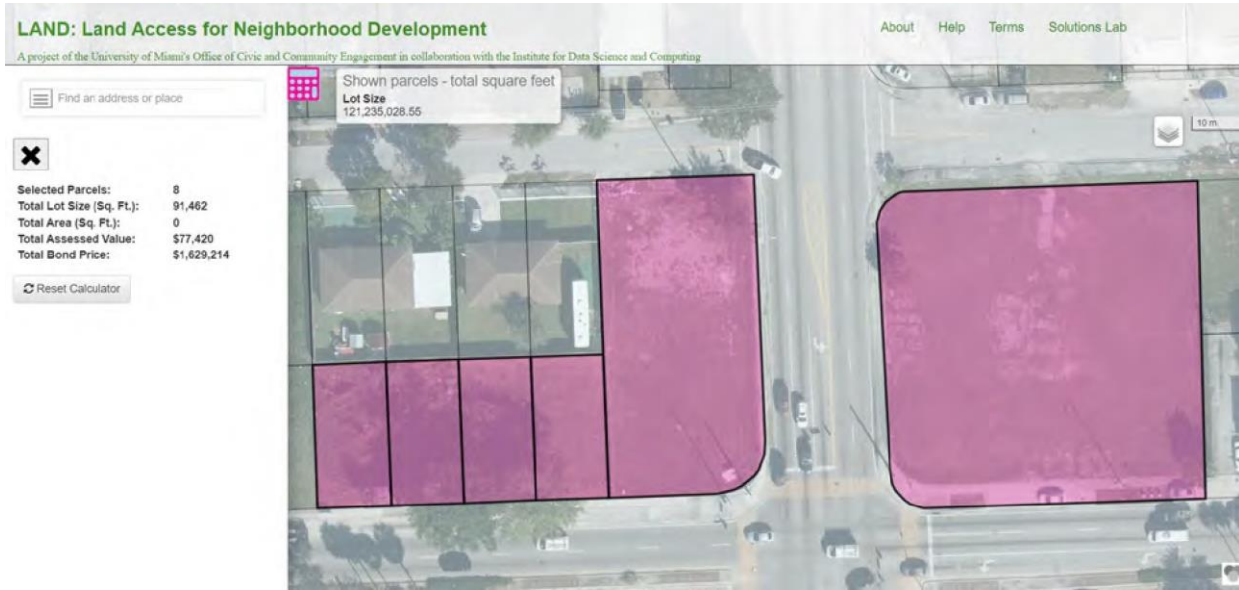 LAND: Land Access for Neighborhood Development
A project of the University of Miami's Office of Civic and Community Engagement in collaboration with the Institute for Data Science and Computing
About Help Terms Solutions Lab
Find an address or place
Shown parcels - total square feet
Lot Size
121,235,028.55
10 m
Selected Parcels: 8
Total Lot Size (Sq. Ft.): 91,462
Total Area (Sq. Ft.): 0
Total Assessed Value: $77,420
Total Bond Price: $1,629,214
Reset Calculator